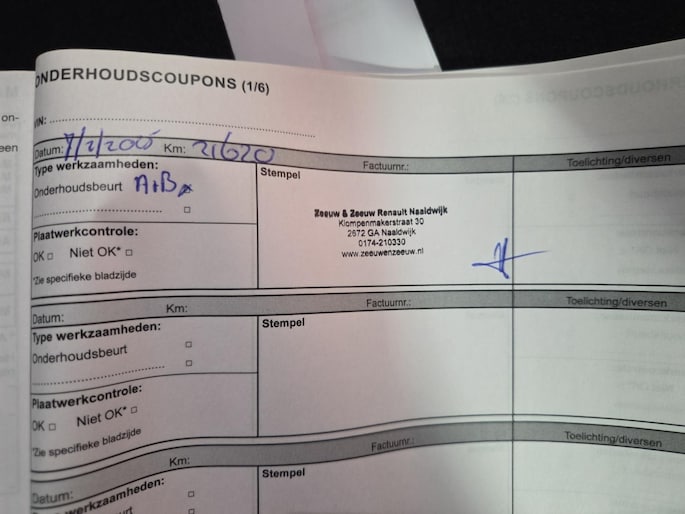 on-
een
ONDERHOUDSCOUPONS (1/6)
VIN:
Datum: Km: 21620 Factuurnr.: Toelichting/diversen
Type werkzaamheden:
Onderhoudsbeurt A+B
Stempel
Zeeuw & Zeeuw Renault Naaldwijk
Klompenmakerstraat 30
2672 GA Naaldwijk
0174-210330
www.zeeuwenzeeuw.nl
Plaatwerkcontrole:
OK □ Niet OK* □
*Zie specifieke bladzijde
Datum: Km: Factuurnr.: Toelichting/diversen
Type werkzaamheden:
Onderhoudsbeurt □
Stempel
Plaatwerkcontrole:
OK □ Niet OK* □
*Zie specifieke bladzijde
Datum: Km: Factuurnr.: Toelichting/diversen
werkzaamheden:
Stempel